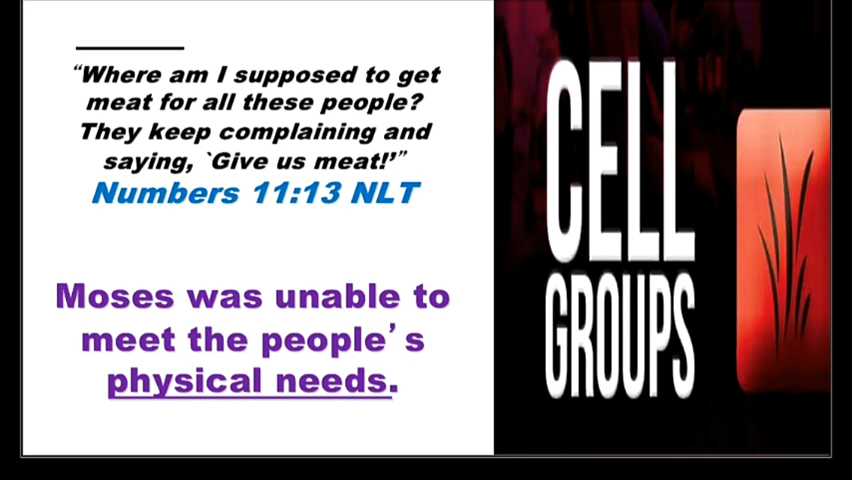 “Where am I supposed to get
meat for all these people?
They keep complaining and
saying, `Give us meat!’”
Numbers 11:13 NLT
Moses was unable to
meet the people’s
physical needs.
CELL
GROUPS